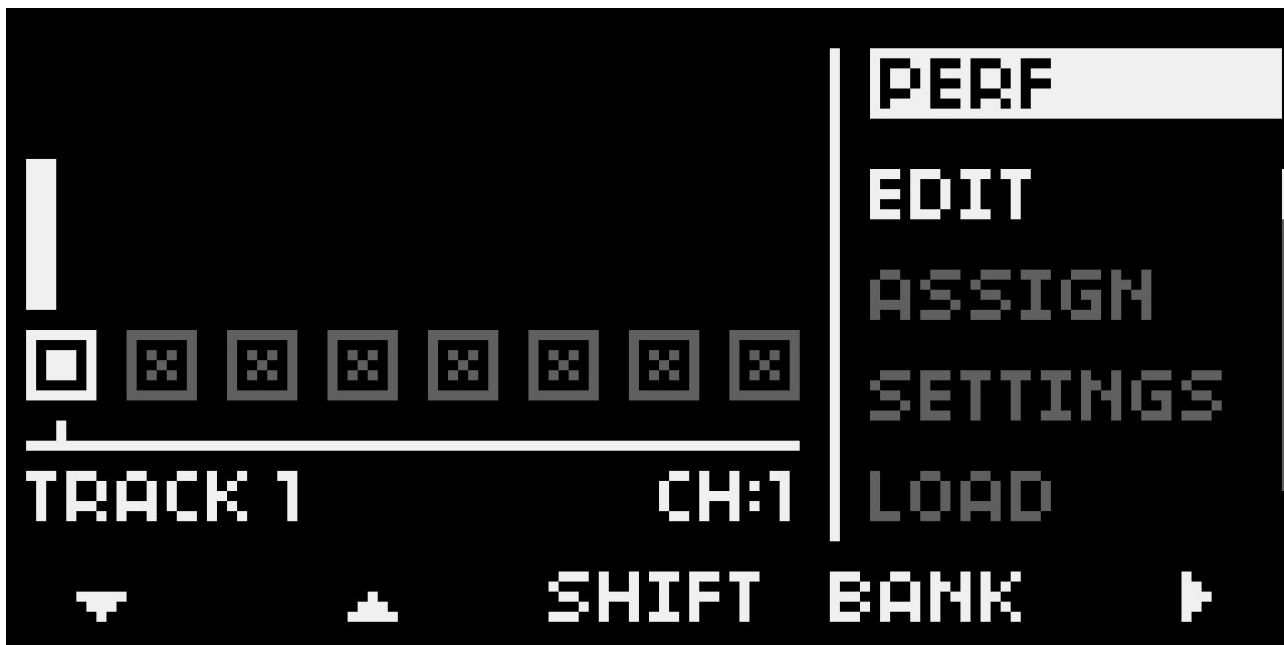 PERF
EDIT
ASSIGN
SETTINGS
LOAD
TRACK 1 CH:1
SHIFT BANK